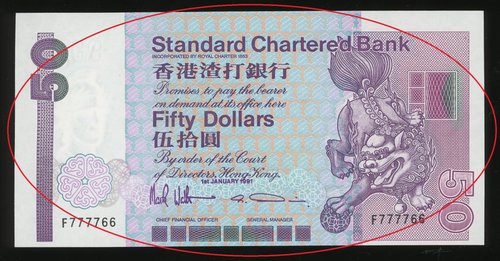 50
Standard Chartered Bank
INCORPORATED BY ROYAL CHARTER 1853
香港渣打銀行
Promises to pay the bearer
on demand at its office here
Fifty Dollars
伍拾圓
By order of the Court
of Directors, Hong Kong.
1st JANUARY 1991
CHIEF FINANCIAL OFFICER GENERAL MANAGER
F777766
F777766
50